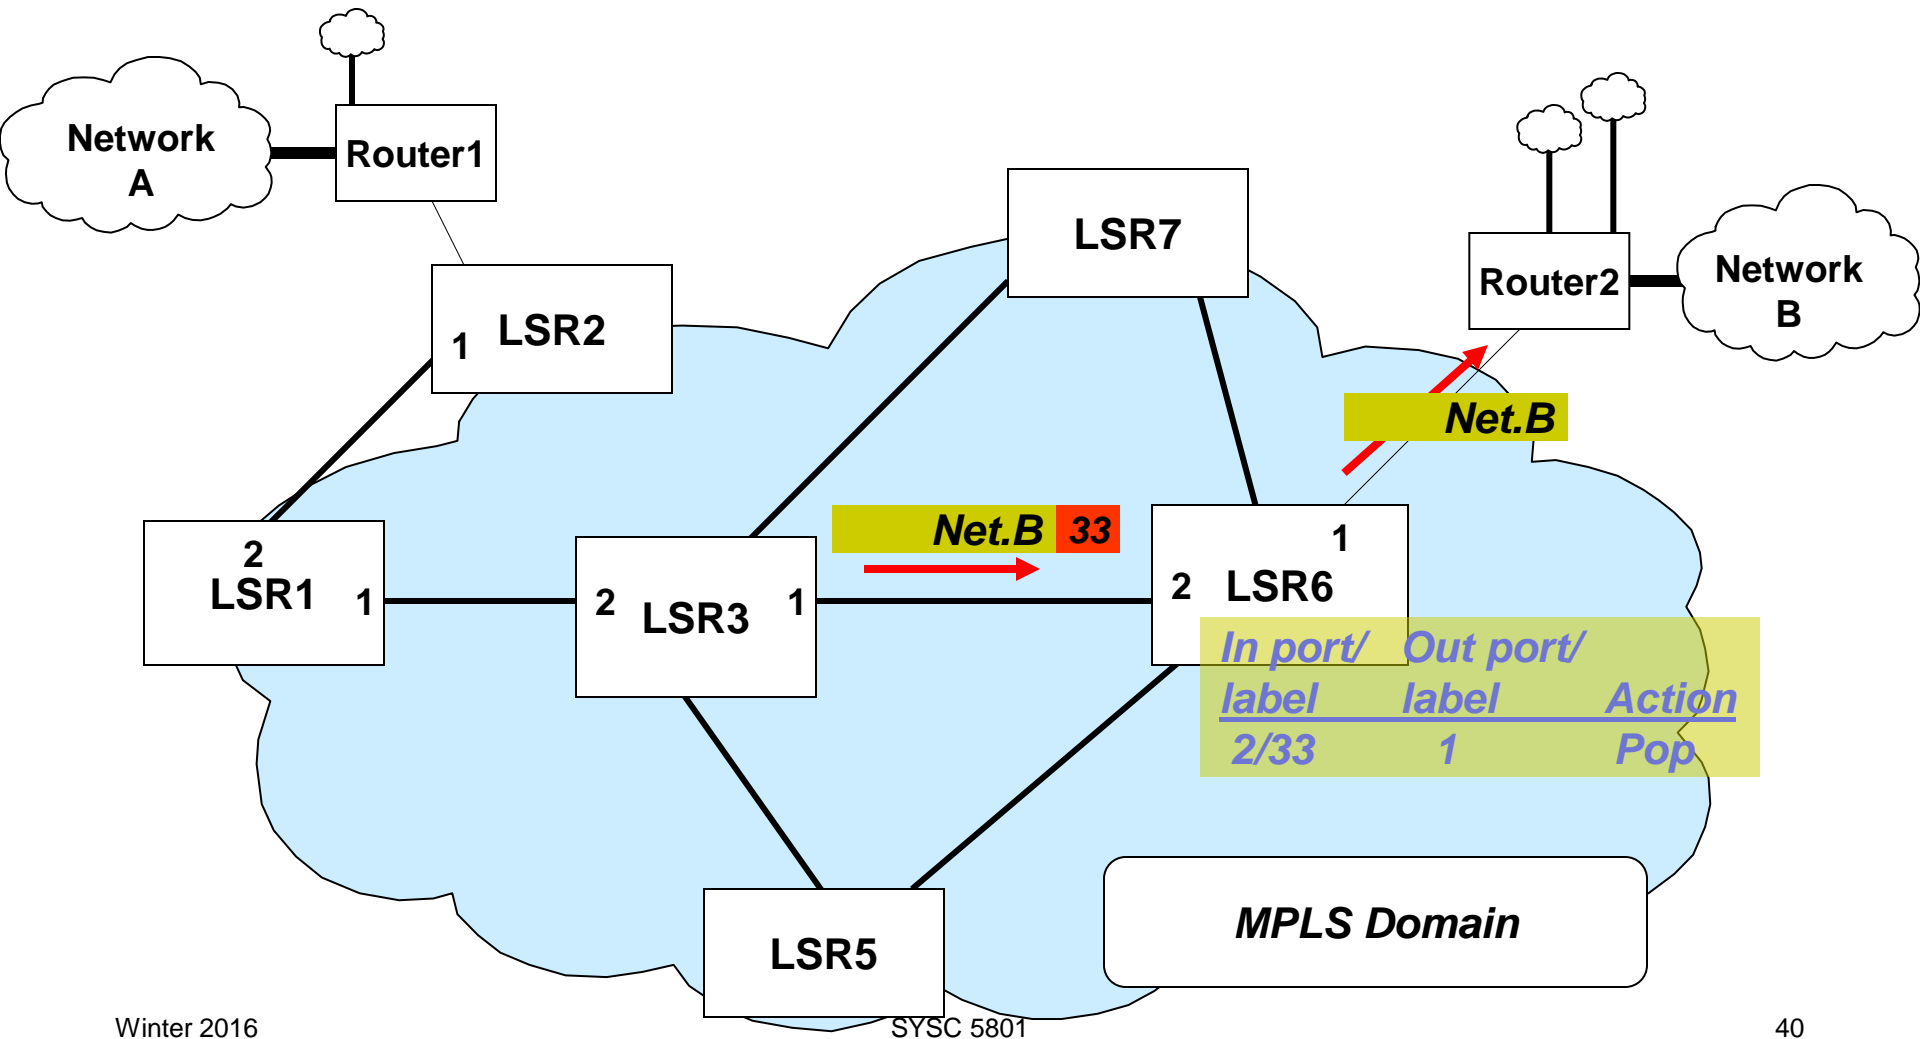 Network
A
Router1
LSR7
Router2
Network
B
1
LSR2
Net.B
2
LSR1
1
2
LSR3
1
Net.B 33
1
2
LSR6
In port/ Out port/
label label Action
2/33 1 Pop
LSR5
MPLS Domain
Winter 2016
SYSC 5801
40